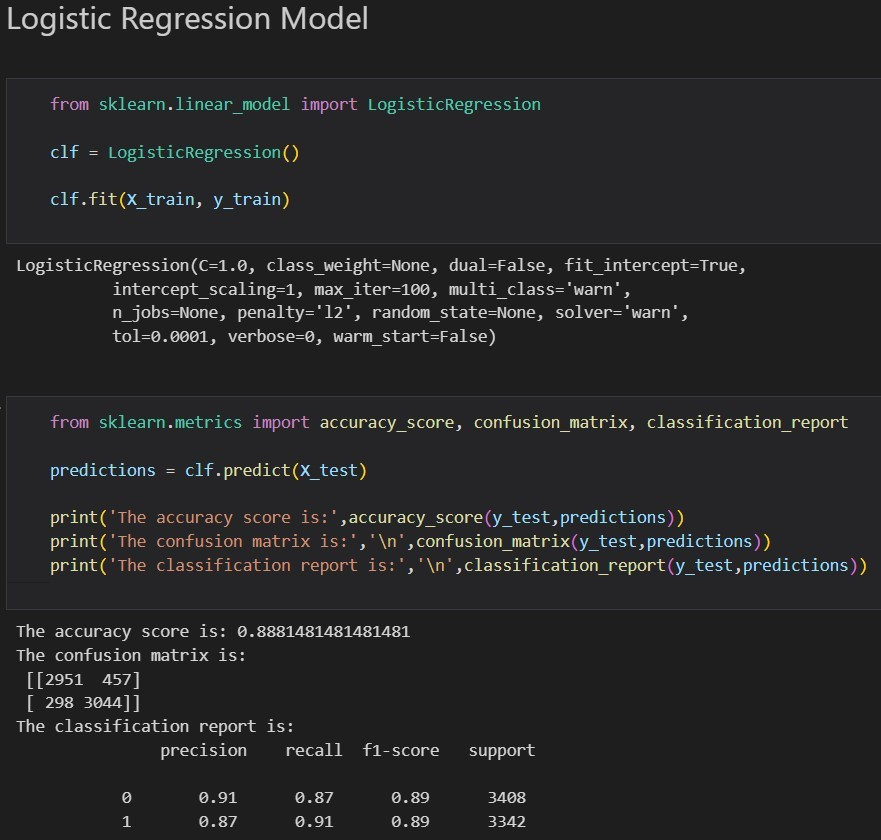 Logistic Regression Model
from sklearn.linear_model import LogisticRegression
clf = LogisticRegression()
clf.fit(X_train, y_train)
LogisticRegression(C=1.0, class_weight=None, dual=False, fit_intercept=True,
intercept_scaling=1, max_iter=100, multi_class='warn',
n_jobs=None, penalty='l2', random_state=None, solver='warn',
tol=0.0001, verbose=0, warm_start=False)
from sklearn.metrics import accuracy_score, confusion_matrix, classification_report
predictions = clf.predict(X_test)
print('The accuracy score is:',accuracy_score(y_test,predictions))
print('The confusion matrix is:','\n',confusion_matrix(y_test,predictions))
print('The classification report is:','\n',classification_report(y_test,predictions))
The accuracy score is: 0.8881481481481481
The confusion matrix is:
[[2951  457]
[ 298 3044]]
The classification report is:
precision    recall  f1-score   support
0       0.91      0.87      0.89      3408
1       0.87      0.91      0.89      3342